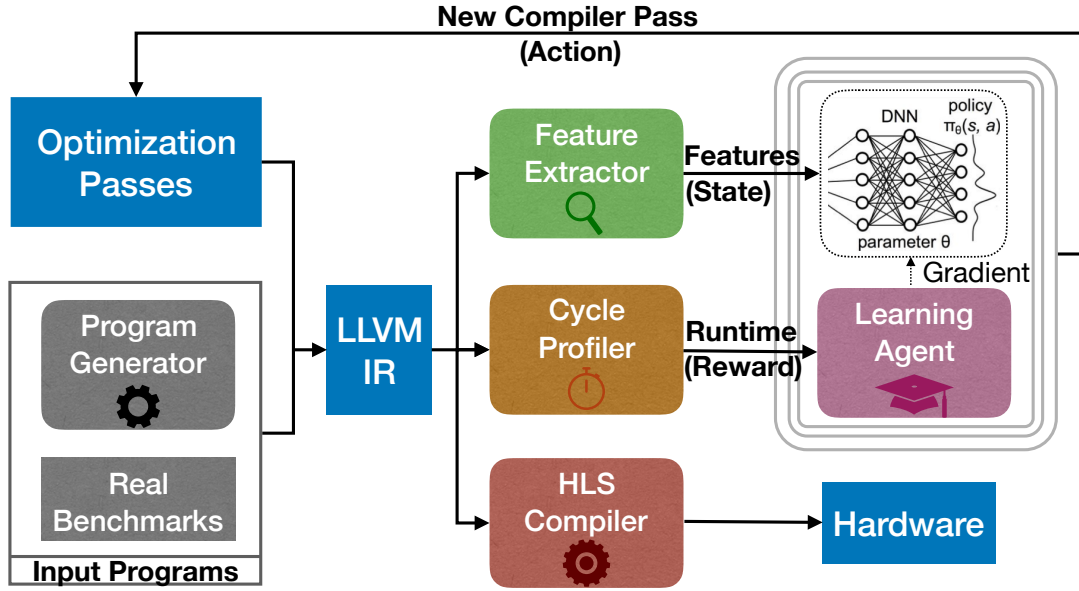 New Compiler Pass
(Action)
Optimization
Passes
Feature
Extractor
Features
(State)
DNN
policy
πθ(s, a)
parameter θ
Gradient
Program
Generator
LLVM
IR
Cycle
Profiler
Runtime
(Reward)
Learning
Agent
Real
Benchmarks
Input Programs
HLS
Compiler
Hardware